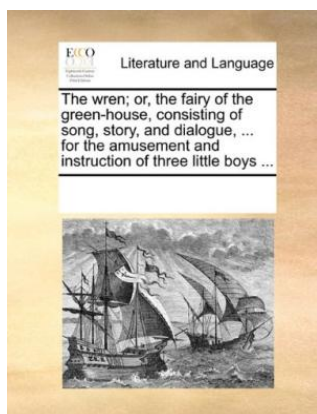 ECCO
Literature and Language
The wren; or, the fairy of the
green-house, consisting of
song, story, and dialogue, ...
for the amusement and
instruction of three little boys ...